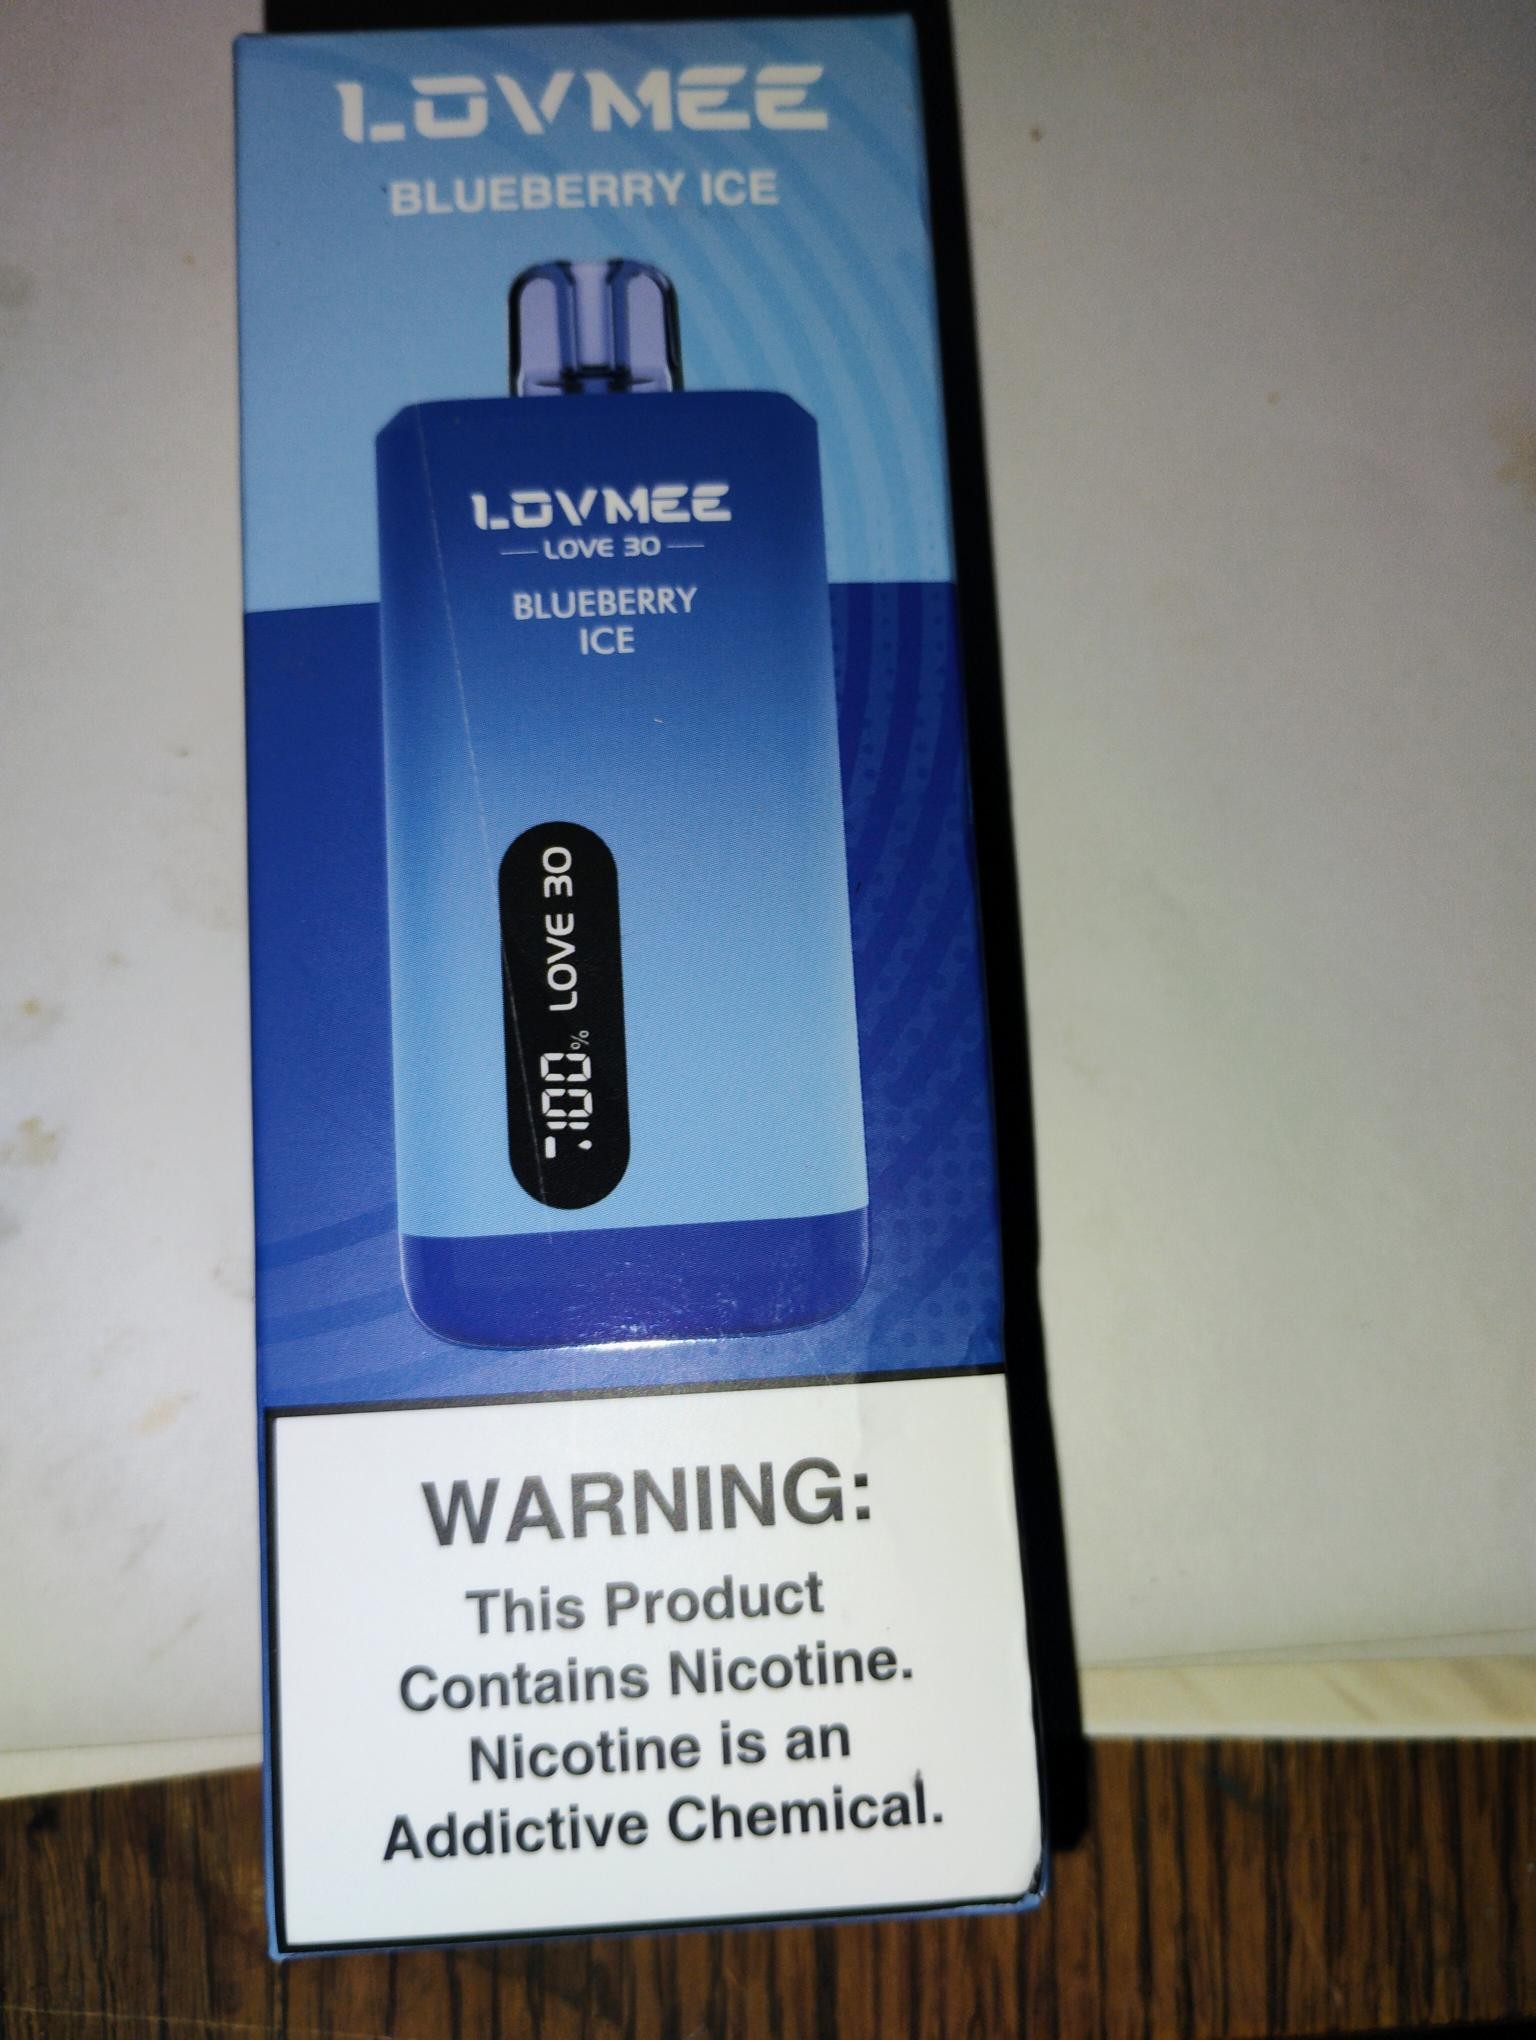 LOVMEE
BLUEBERRY ICE
LOVMEE
LOVE 30
BLUEBERRY
ICE
100% LOVE 30
WARNING:
This Product
Contains Nicotine.
Nicotine is an
Addictive Chemical.